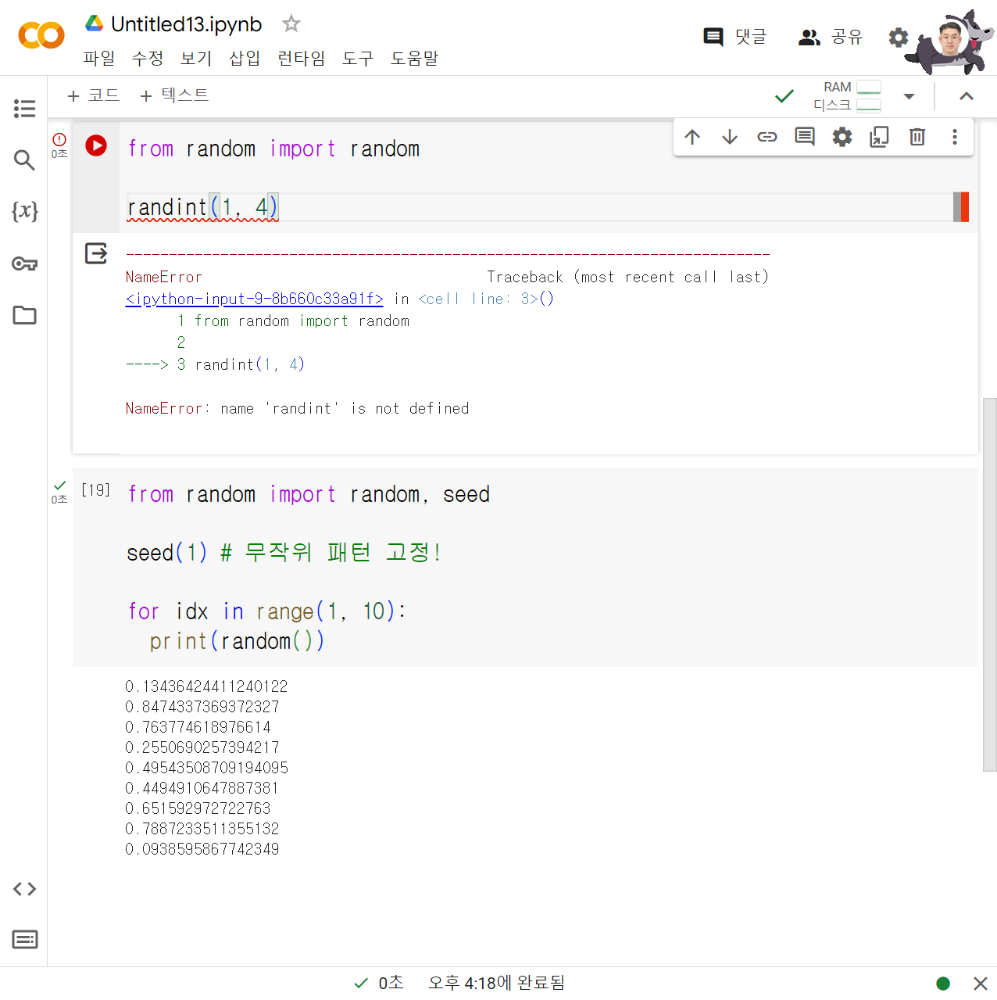 Untitled13.ipynb
파일 수정 보기 삽입 런타임 도구 도움말
댓글 공유
+ 코드 + 텍스트
RAM
디스크
0초
from random import random
randint(1, 4)
---------------------------------------------------------------------------
NameError Traceback (most recent call last)
<ipython-input-9-8b660c33a91f> in <cell line: 3>()
1 from random import random
2
----> 3 randint(1, 4)
NameError: name 'randint' is not defined
0초
[19]
from random import random, seed
seed(1) # 무작위 패턴 고정!
for idx in range(1, 10):
print(random())
0.13436424411240122
0.8474337369372327
0.763774618976614
0.2550690257394217
0.49543508709194095
0.4494910647887381
0.651592972722763
0.7887233511355132
0.0938595867742349
0초 오후 4:18에 완료됨